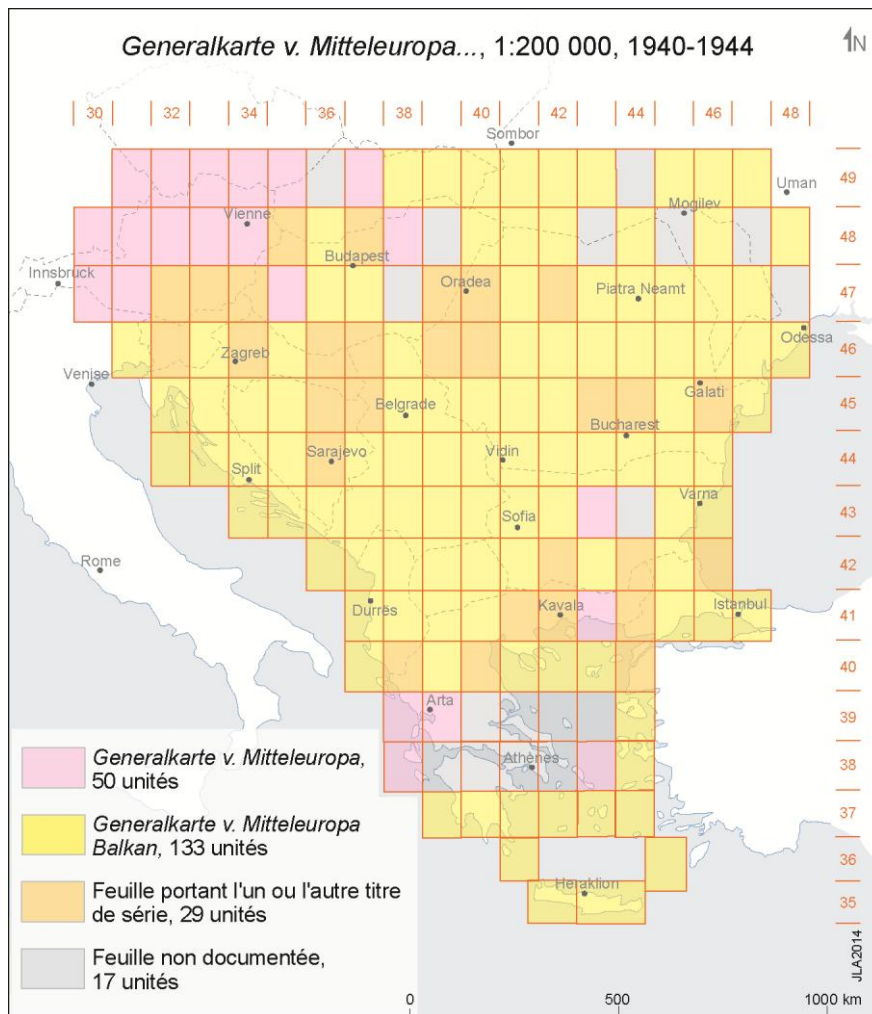 Generalkarte v. Mitteleuropa..., 1:200 000, 1940-1944
N
30 32 34 36 38 40 42 44 46 48
Sombor
49
Uman
Mogilev
Vienne
48
Budapest
Innsbruck
Oradea
Piatra Neamt
47
Odessa
Zagreb
46
Venise
Galati
Belgrade
45
Bucharest
Sarajevo
Vidin
44
Split
Varna
Sofia
43
Rome
42
Durrës
Kavala
Istanbul
41
40
Arta
39
Athènes
38
37
36
Heraklion
35
Generalkarte v. Mitteleuropa,
50 unités
Generalkarte v. Mitteleuropa
Balkan, 133 unités
Feuille portant l'un ou l'autre titre
de série, 29 unités
Feuille non documentée,
17 unités
JLA2014
0 500 1000 km